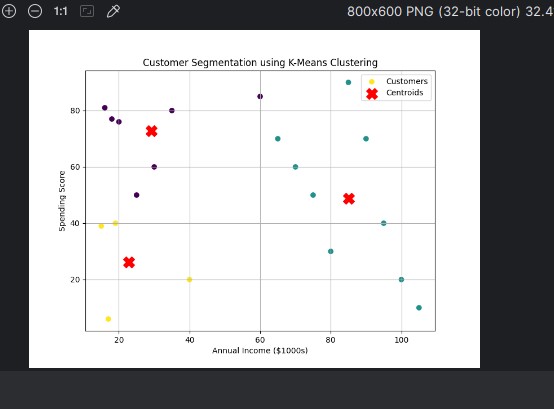 1:1
800x600 PNG (32-bit color) 32.4
Customer Segmentation using K-Means Clustering
Customers
Centroids
80
60
40
20
Spending Score
20 40 60 80 100
Annual Income ($1000s)